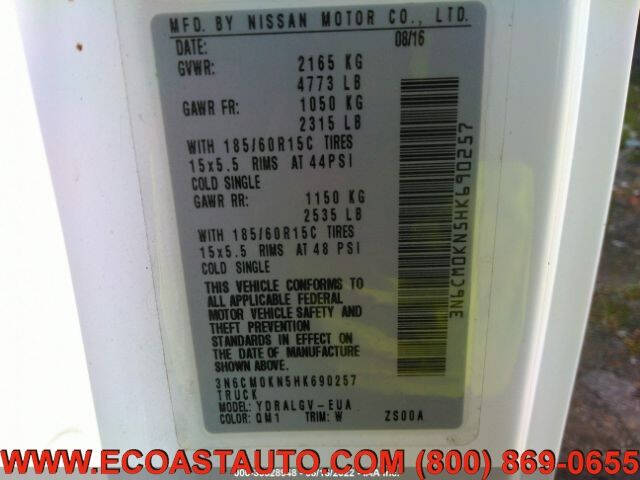 MFD. BY NISSAN MOTOR CO., LTD.
DATE: 08/16
GVWR: 2165 KG
4773 LB
GAWR FR: 1050 KG
2315 LB
WITH 185/60R15C TIRES
15x5.5 RIMS AT 44PSI
COLD SINGLE
GAWR RR: 1150 KG
2535 LB
WITH 185/60R15C TIRES
15x5.5 RIMS AT 48 PSI
COLD SINGLE
THIS VEHICLE CONFORMS TO
ALL APPLICABLE FEDERAL
MOTOR VEHICLE SAFETY AND
THEFT PREVENTION
STANDARDS IN EFFECT ON
THE DATE OF MANUFACTURE
SHOWN ABOVE.
3N6CM0KN5HK690257
TRUCK
MODEL: YDRALGV-EUA
COLOR: QM1 TRIM: W ZS00A
3N6CM0KN5HK690257
WWW.ECOASTAUTO.COM (800) 869-0655